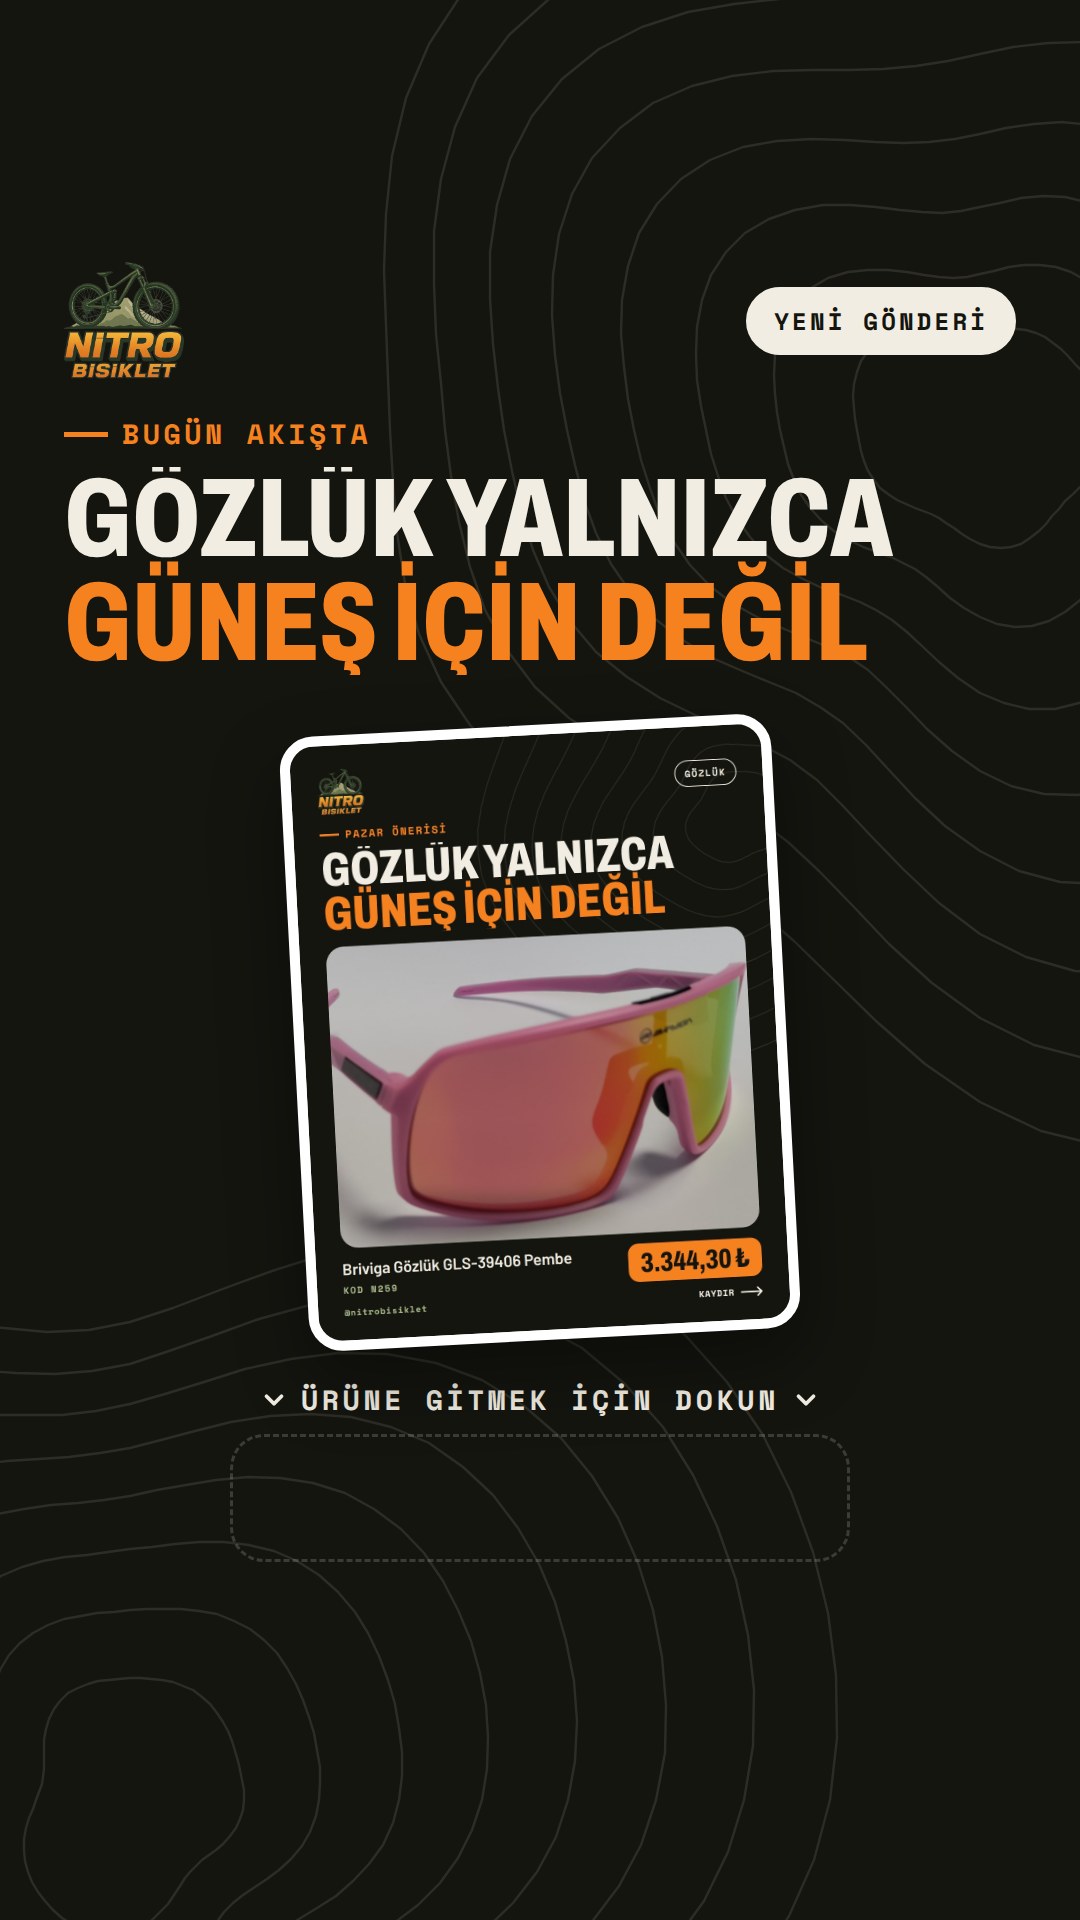 NiTRO
BiSiKLET
YENİ GÖNDERİ
BUGÜN AKIŞTA
GÖZLÜK YALNIZCA
GÜNEŞ İÇİN DEĞİL
NiTRO
BiSiKLET
GÖZLÜK
PAZAR ÖNERİSİ
GÖZLÜK YALNIZCA
GÜNEŞ İÇİN DEĞİL
Briviga Gözlük GLS-39406 Pembe
3.344,30 ₺
KOD N259
KAYDIR
@nitrobisiklet
ÜRÜNE GİTMEK İÇİN DOKUN